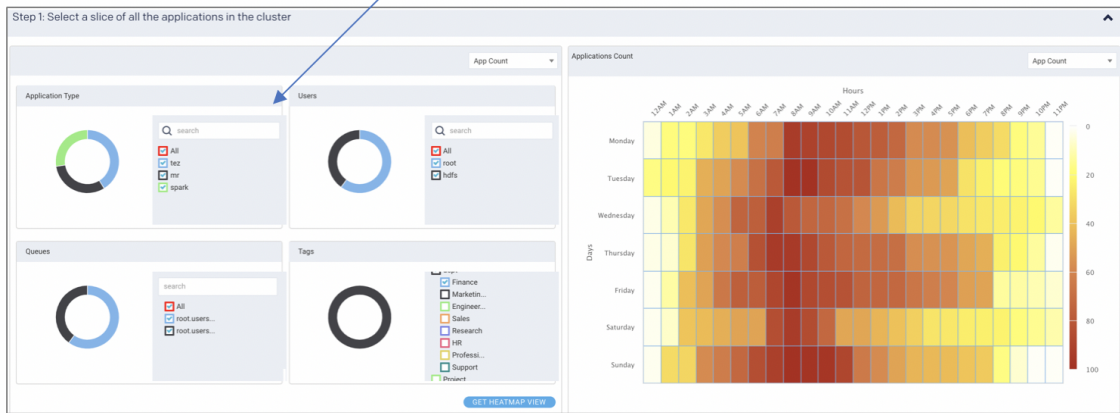 Step 1: Select a slice of all the applications in the cluster
App Count
Application Type
search
All
tez
mr
spark
Users
search
All
root
hdfs
Queues
search
All
root.users...
root.users...
Tags
Finance
Marketin...
Engineer...
Sales
Research
HR
Professi...
Support
Project
GET HEATMAP VIEW
Applications Count
App Count
Hours
12AM 1AM 2AM 3AM 4AM 5AM 6AM 7AM 8AM 9AM 10AM 11AM 12PM 1PM 2PM 3PM 4PM 5PM 6PM 7PM 8PM 9PM 10PM 11PM
Days
Monday
Tuesday
Wednesday
Thursday
Friday
Saturday
Sunday
0
20
40
60
80
100